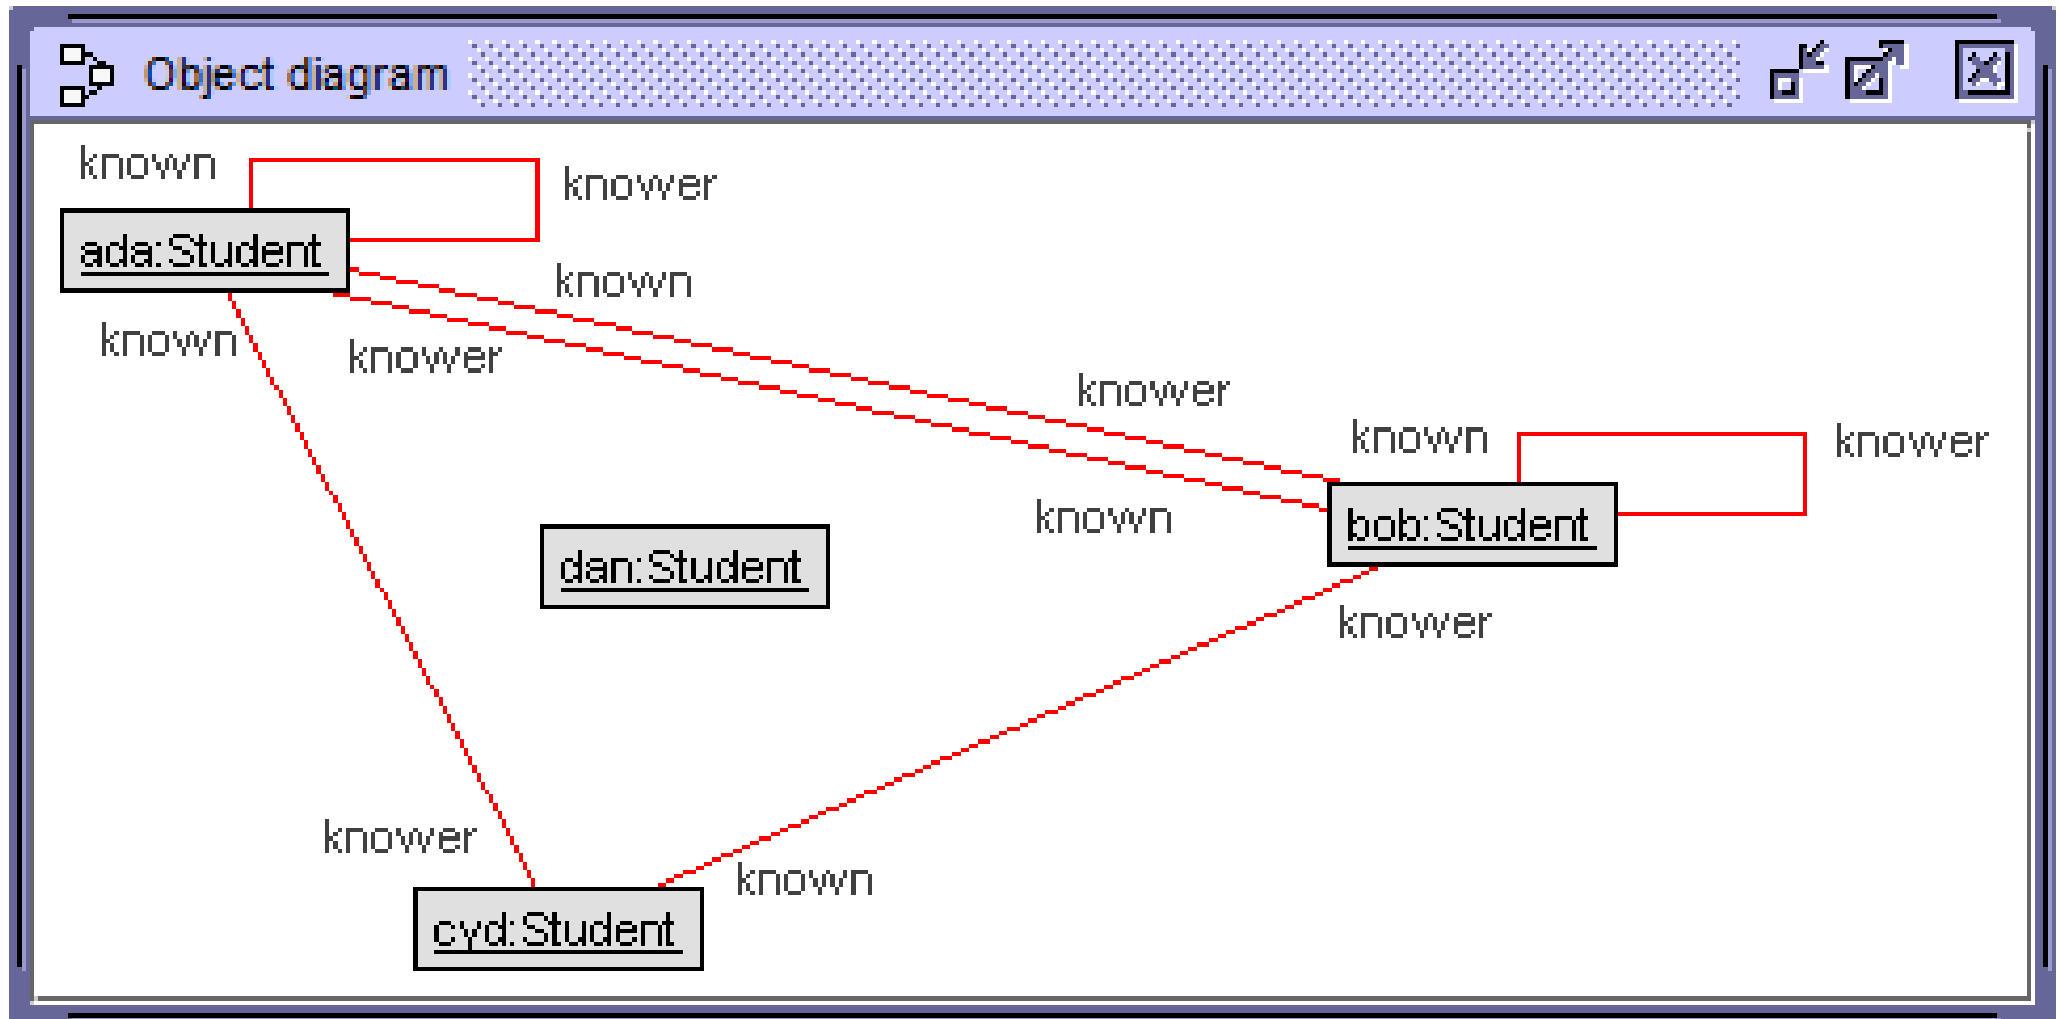 Object diagram
known
knower
ada:Student
known
known
knower
knower
known
knower
known
bob:Student
dan:Student
knower
knower
known
cyd:Student